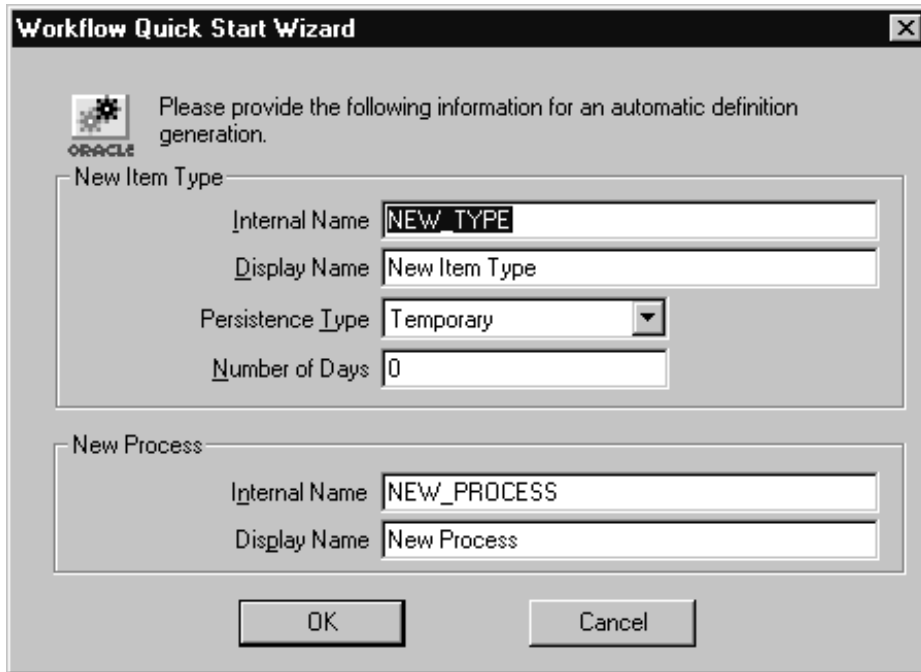 Workflow Quick Start Wizard
Please provide the following information for an automatic definition
generation.
ORACLE
New Item Type
Internal Name NEW_TYPE
Display Name New Item Type
Persistence Type Temporary
Number of Days 0
New Process
Internal Name NEW_PROCESS
Display Name New Process
OK Cancel